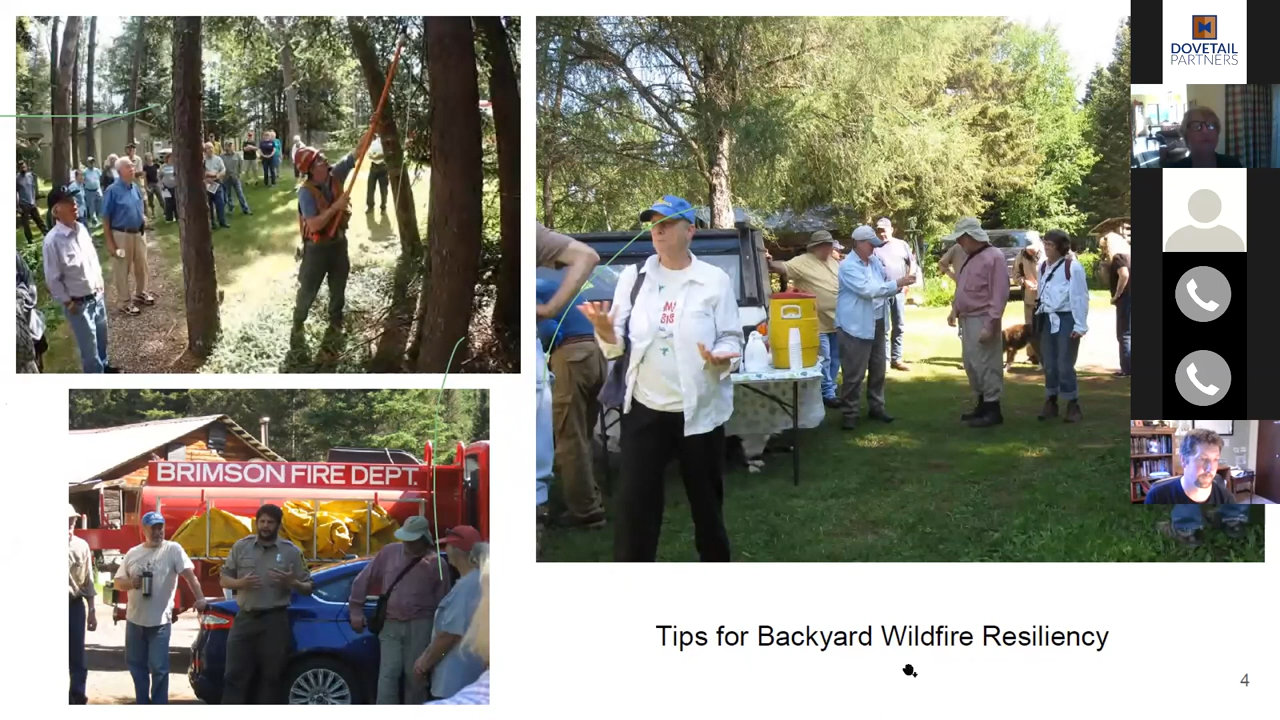 DOVETAIL
PARTNERS
BRIMSON FIRE DEPT.
Tips for Backyard Wildfire Resiliency
4